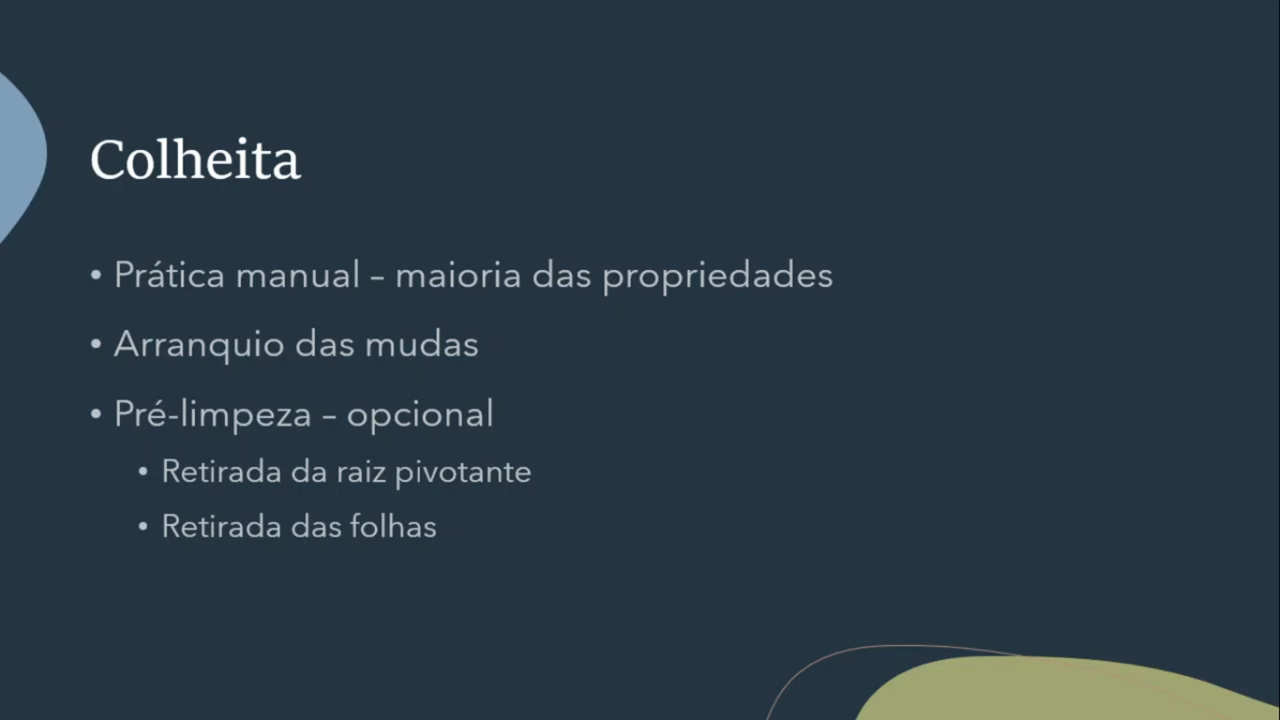 Colheita
• Prática manual – maioria das propriedades
• Arranquio das mudas
• Pré-limpeza – opcional
• Retirada da raiz pivotante
• Retirada das folhas